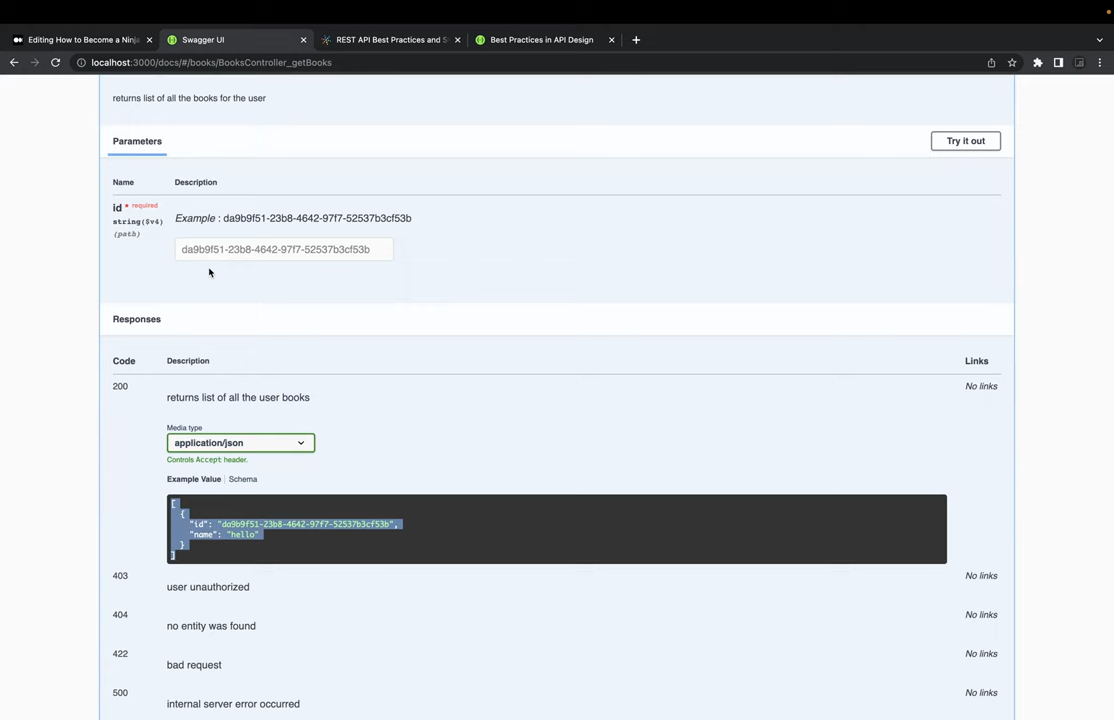 Editing How to Become a Ninja
Swagger UI
REST API Best Practices and S
Best Practices in API Design
localhost:3000/docs/#/books/BooksController_getBooks
returns list of all the books for the user
Parameters
Try it out
Name Description
id * required
string($v4)
(path)
Example : da9b9f51-23b8-4642-97f7-52537b3cf53b
da9b9f51-23b8-4642-97f7-52537b3cf53b
Responses
Code Description Links
200 No links
returns list of all the user books
Media type
application/json
Controls Accept header.
Example Value | Schema
[
{
"id": "da9b9f51-23b8-4642-97f7-52537b3cf53b",
"name": "hello"
}
]
403 No links
user unauthorized
404 No links
no entity was found
422 No links
bad request
500 No links
internal server error occurred